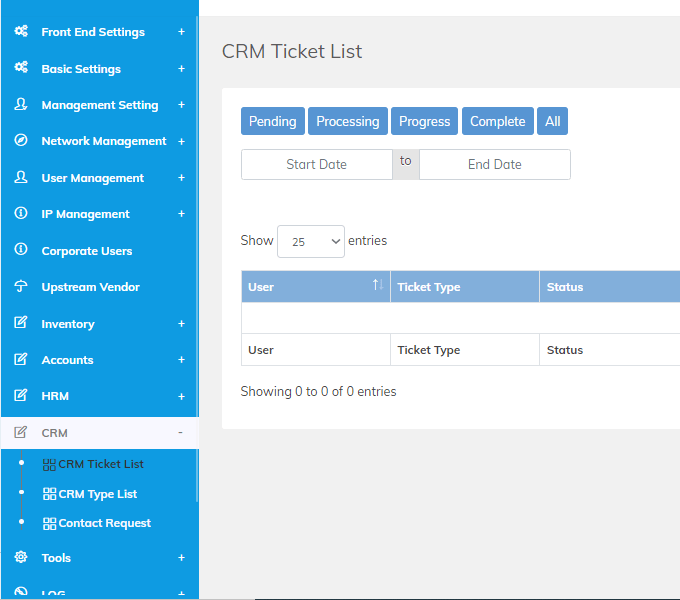 Front End Settings +
Basic Settings +
Management Setting +
Network Management +
User Management +
IP Management +
Corporate Users
Upstream Vendor
Inventory +
Accounts +
HRM +
CRM -
CRM Ticket List
CRM Type List
Contact Request
Tools +
LOG +
CRM Ticket List
Pending Processing Progress Complete All
Start Date to End Date
Show 25 entries
User Ticket Type Status
User Ticket Type Status
Showing 0 to 0 of 0 entries